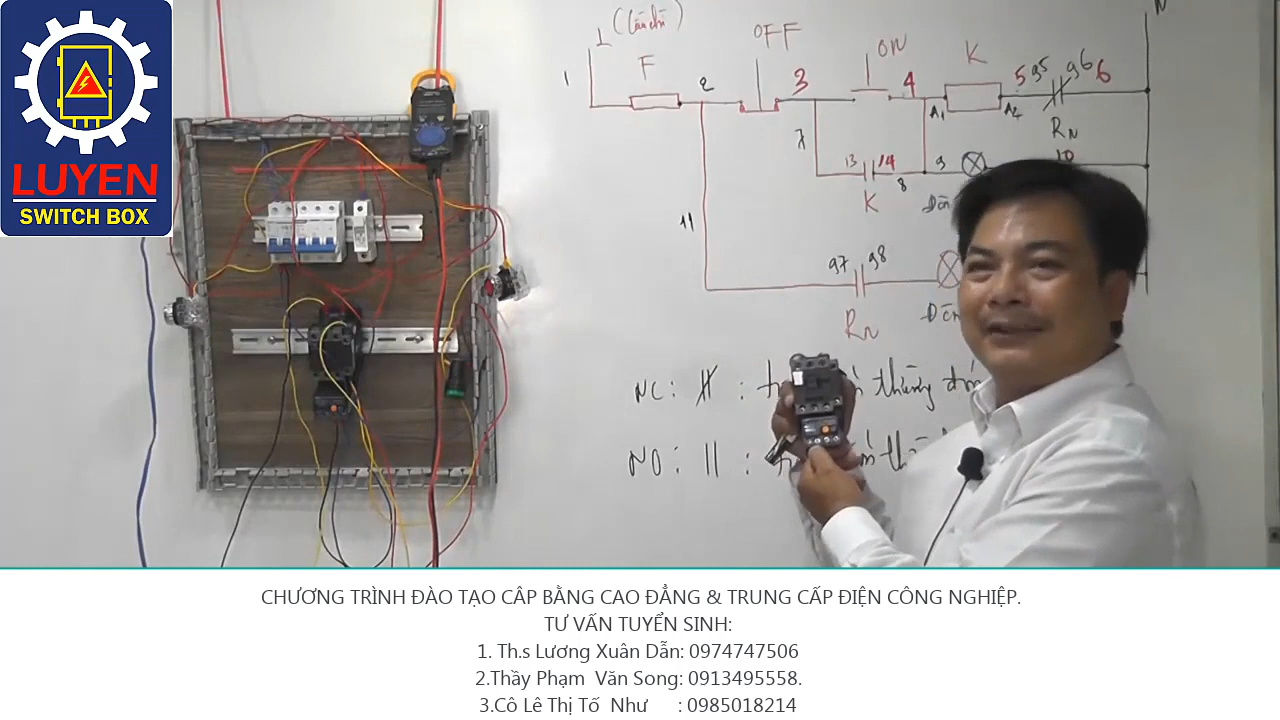 LUYEN
SWITCH BOX
L (Cầu chì)
OFF
ON
N
1
F
2
3
4
K
5
95
96
6
A1
A2
RN
7
13
14
8
9
10
K
Đèn
11
97
98
RN
NC:
thường
NO:
CHƯƠNG TRÌNH ĐÀO TẠO CÂP BẰNG CAO ĐẲNG & TRUNG CẤP ĐIỆN CÔNG NGHIỆP.
TƯ VẤN TUYỂN SINH:
1. Th.s Lương Xuân Dẫn: 0974747506
2.Thầy Phạm Văn Song: 0913495558.
3.Cô Lê Thị Tố Như : 0985018214